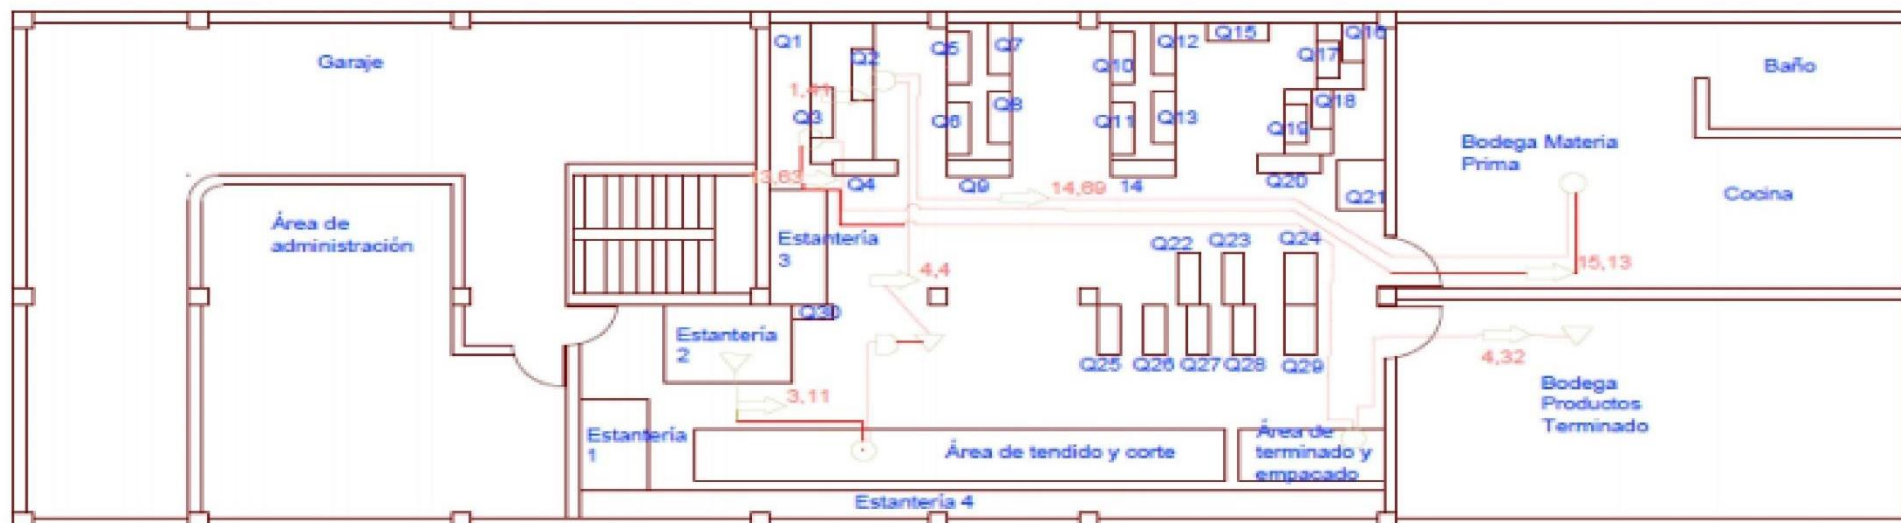 Garaje
Área de
administración
Q1
Q2
1,41
Q3
13,63
Q4
Q5
Q7
Q6
Q8
Q9
14,69
Q10
Q12
Q11
Q13
14
Q15
Q16
Q17
Q18
Q19
Q20
Q21
Baño
Bodega Materia
Prima
Cocina
15,13
Estantería
3
4,4
Q30
Estantería
2
3,11
Estantería
1
Q22
Q23
Q24
Q25
Q26
Q27
Q28
Q29
4,32
Bodega
Productos
Terminado
Área de tendido y corte
Área de
terminado y
empacado
Estantería 4